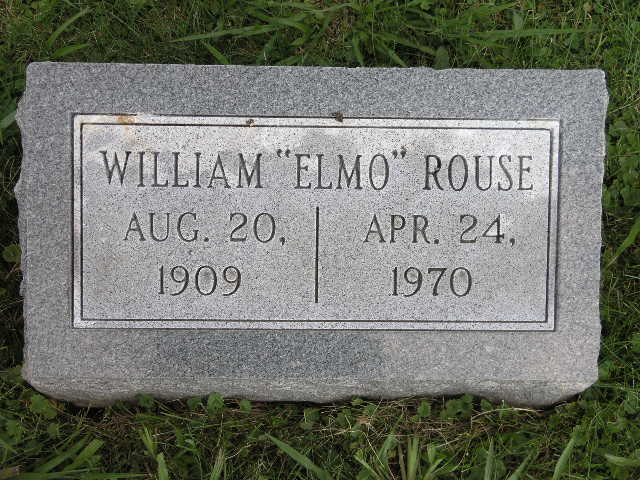 WILLIAM "ELMO" ROUSE
AUG. 20, APR. 24,
1909 1970